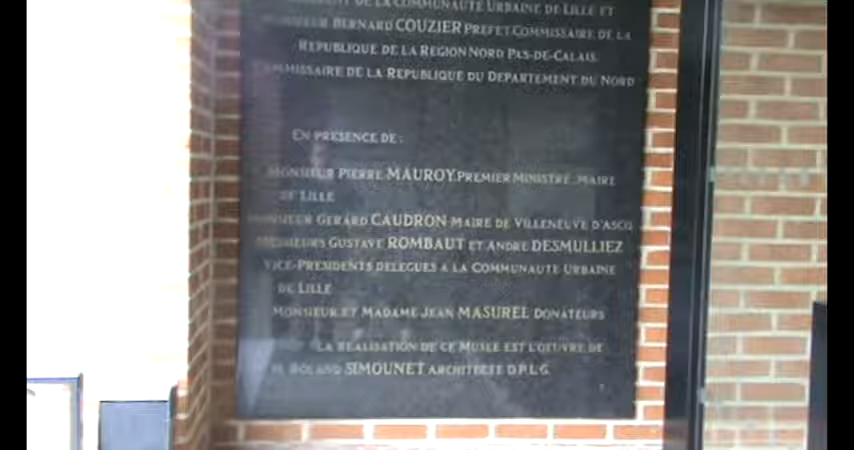 DE LA COMMUNAUTE URBAINE DE LILLE ET
MONSIEUR BERNARD COUZIER PREFET COMMISSAIRE DE LA
REPUBLIQUE DE LA REGION NORD PAS-DE-CALAIS.
COMMISSAIRE DE LA REPUBLIQUE DU DEPARTEMENT DU NORD
EN PRESENCE DE :
MONSIEUR PIERRE MAUROY.PREMIER MINISTRE .MAIRE
DE LILLE
MONSIEUR GERARD CAUDRON MAIRE DE VILLENEUVE D'ASCQ
MESSIEURS GUSTAVE ROMBAUT ET ANDRE DESMULLIEZ
VICE-PRESIDENTS DELEGUES A LA COMMUNAUTE URBAINE
DE LILLE
MONSIEUR ET MADAME JEAN MASUREL DONATEURS
LA REALISATION DE CE MUSEE EST L'OEUVRE DE
M. ROLAND SIMOUNET ARCHITECTE D.P.L.G.